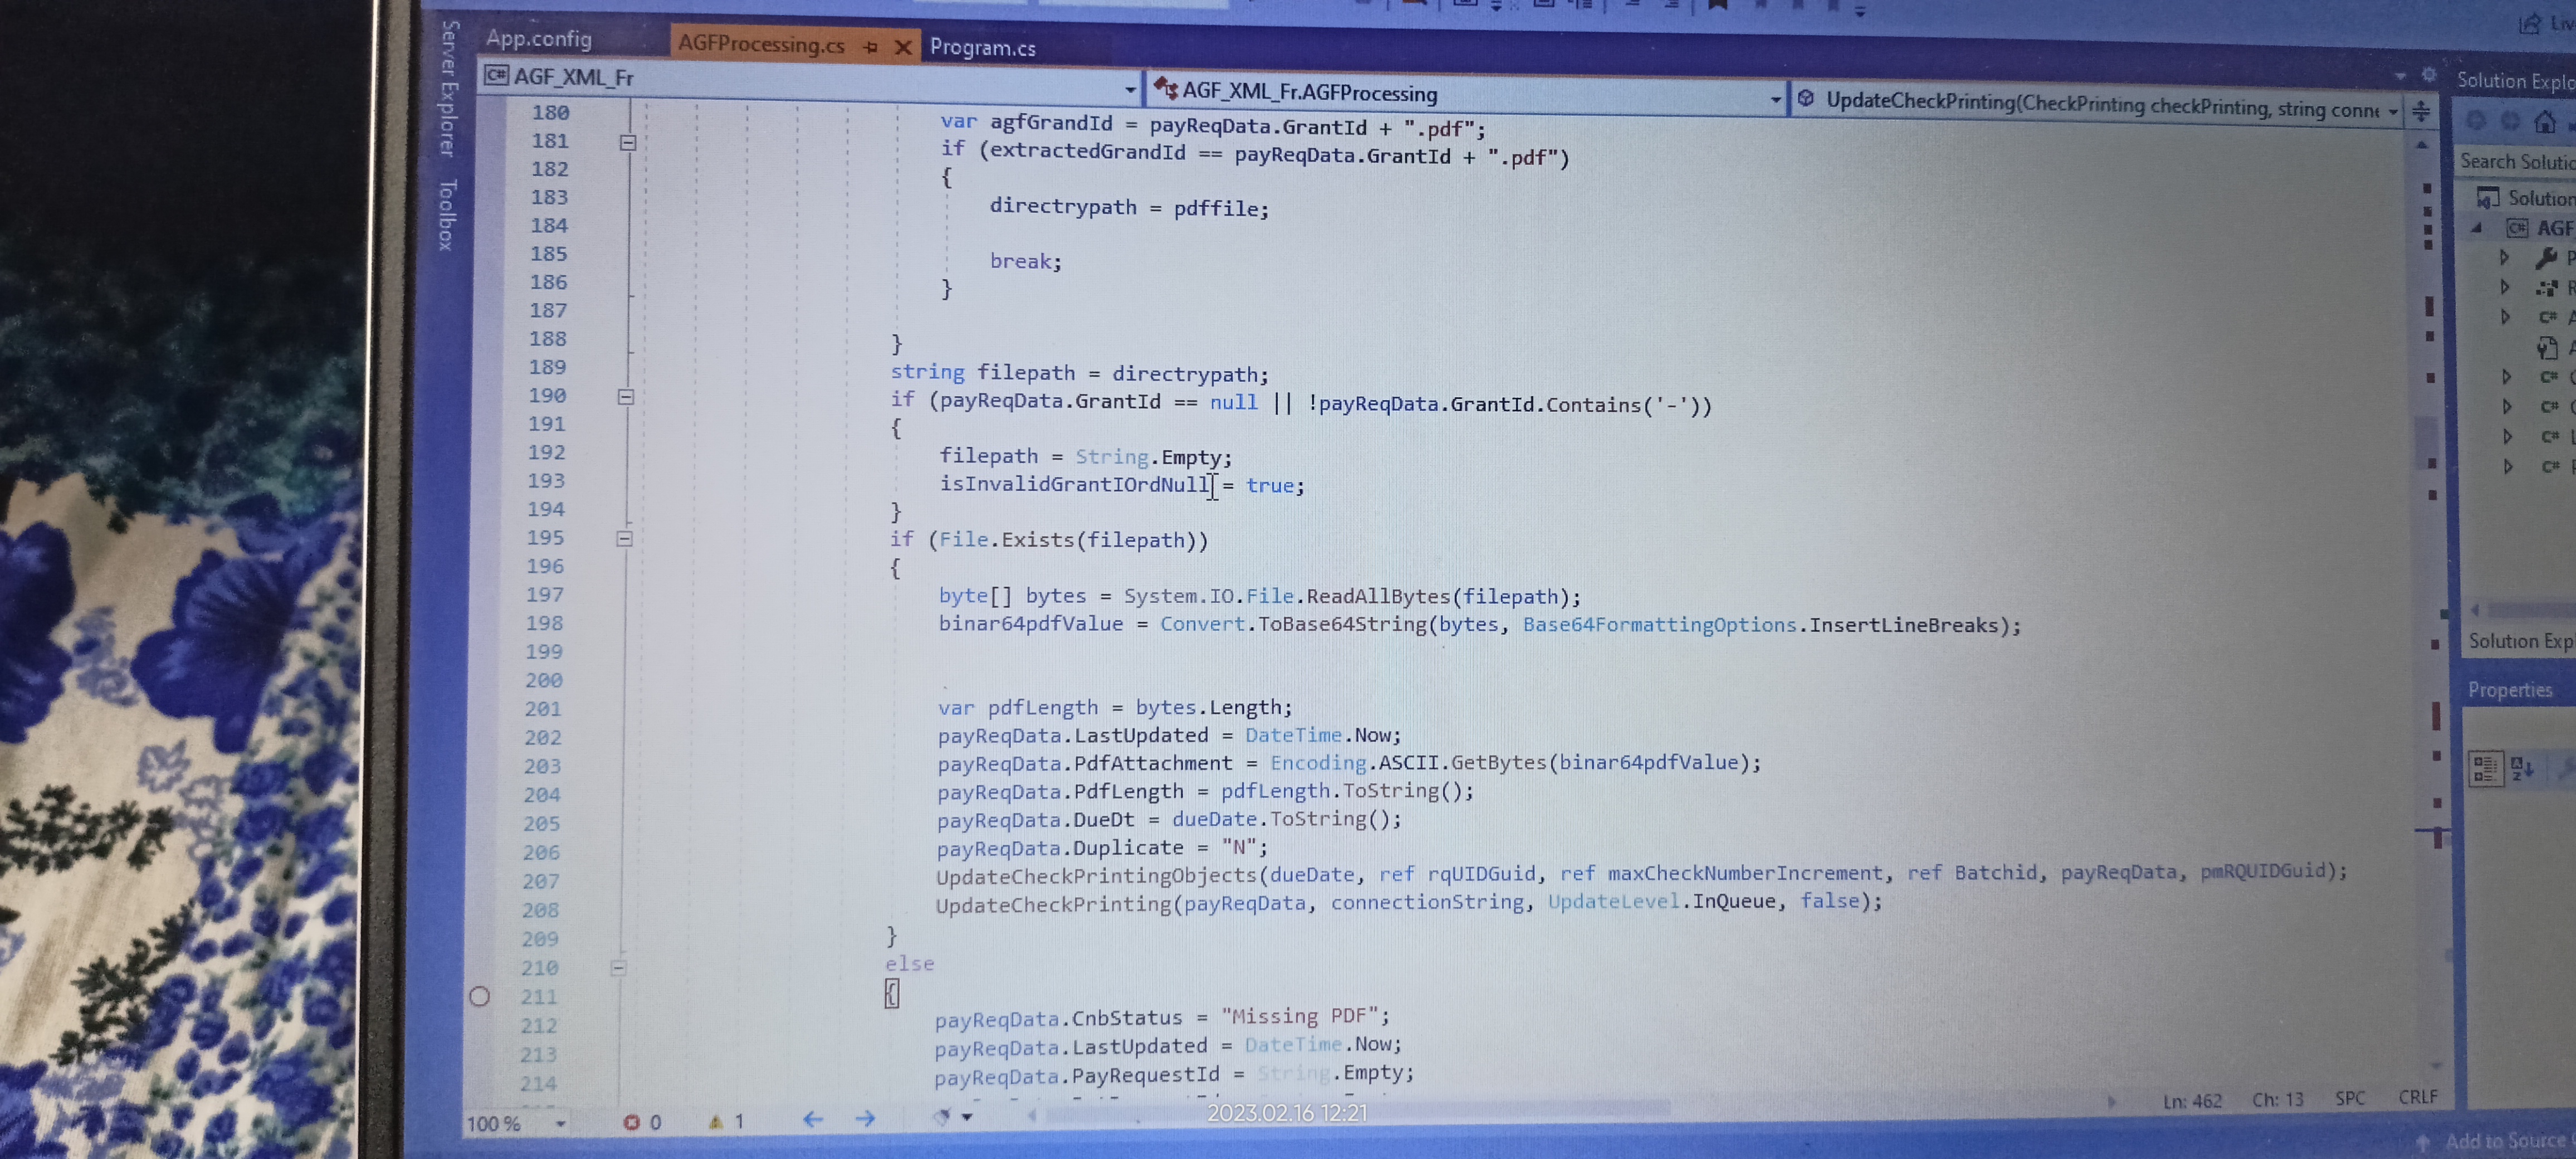 Server Explorer
Toolbox
App.config
AGFProcessing.cs
Program.cs
Liv
C# AGF_XML_Fr
AGF_XML_Fr.AGFProcessing
UpdateCheckPrinting(CheckPrinting checkPrinting, string conne
180 var agfGrandId = payReqData.GrantId + ".pdf";
181 if (extractedGrandId == payReqData.GrantId + ".pdf")
182 {
183 directrypath = pdffile;
184
185 break;
186 }
187
188 }
189 string filepath = directrypath;
190 if (payReqData.GrantId == null || !payReqData.GrantId.Contains('-'))
191 {
192 filepath = String.Empty;
193 isInvalidGrantIOrdNull = true;
194 }
195 if (File.Exists(filepath))
196 {
197 byte[] bytes = System.IO.File.ReadAllBytes(filepath);
198 binar64pdfValue = Convert.ToBase64String(bytes, Base64FormattingOptions.InsertLineBreaks);
199
200
201 var pdfLength = bytes.Length;
202 payReqData.LastUpdated = DateTime.Now;
203 payReqData.PdfAttachment = Encoding.ASCII.GetBytes(binar64pdfValue);
204 payReqData.PdfLength = pdfLength.ToString();
205 payReqData.DueDt = dueDate.ToString();
206 payReqData.Duplicate = "N";
207 UpdateCheckPrintingObjects(dueDate, ref rqUIDGuid, ref maxCheckNumberIncrement, ref Batchid, payReqData, pmRQUIDGuid);
208 UpdateCheckPrinting(payReqData, connectionString, UpdateLevel.InQueue, false);
209 }
210 else
211 {
212 payReqData.CnbStatus = "Missing PDF";
213 payReqData.LastUpdated = DateTime.Now;
214 payReqData.PayRequestId = String.Empty;
100 %
0
1
2023.02.16 12:21
Ln: 462 Ch: 13 SPC CRLF
Add to Source
Solution Explo
Search Solutio
Solution
C# AGF
Solution Exp
Properties